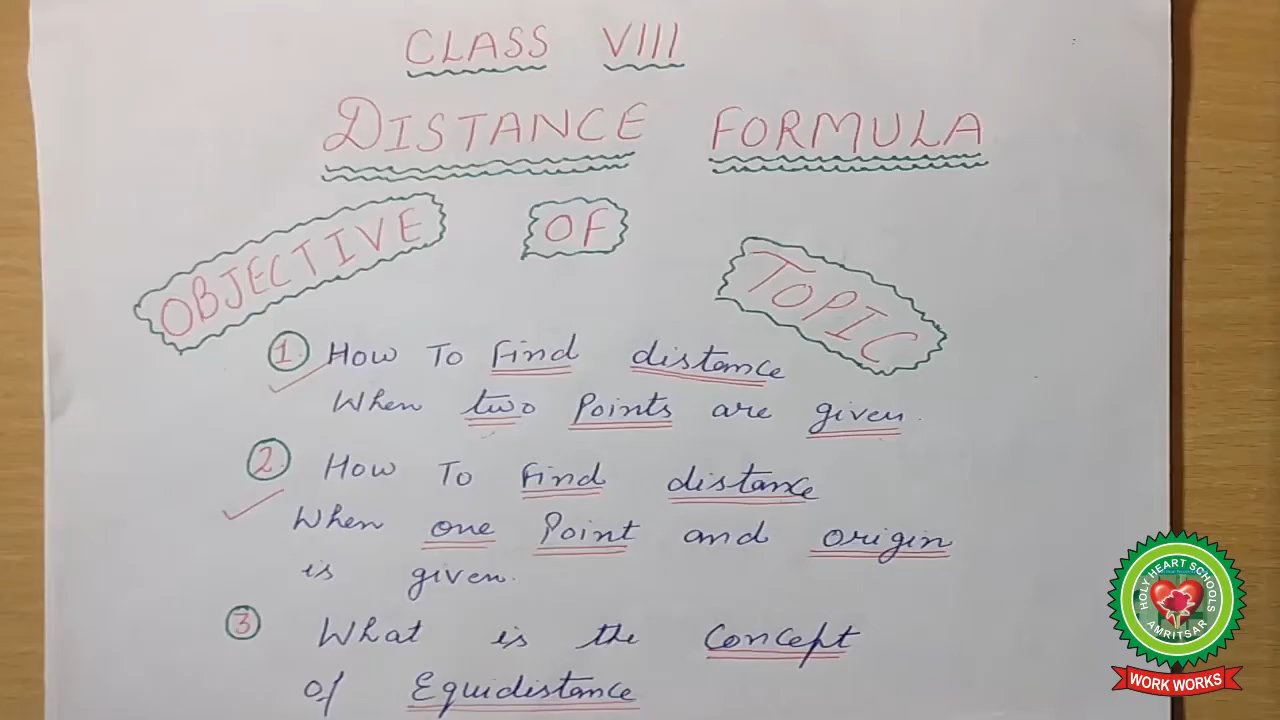 CLASS VIII
DISTANCE FORMULA
OBJECTIVE OF TOPIC
1. How To Find distance
When two Points are given.
2. How To Find distance
When one Point and origin
is given.
3 What is the Concept
of Equidistance
HOLY HEART SCHOOLS
AMRITSAR
WORK WORKS